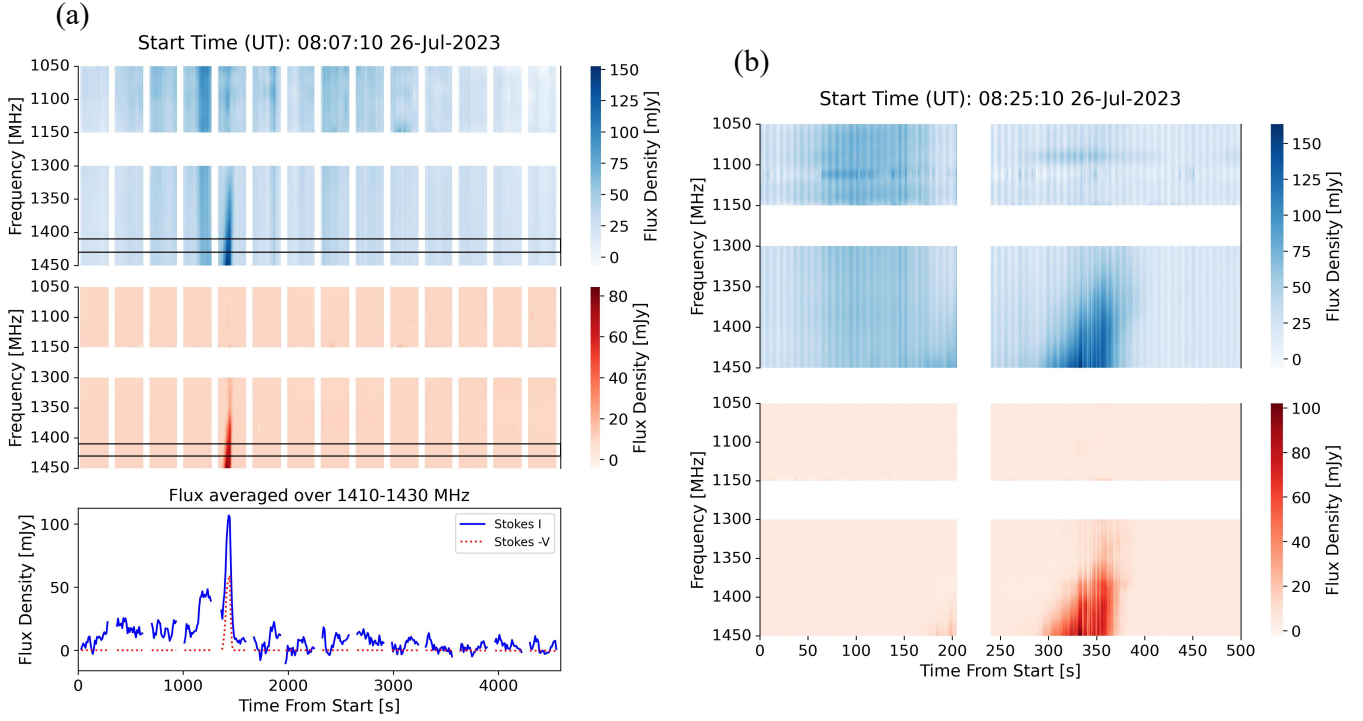 (a)
Start Time (UT): 08:07:10 26-Jul-2023
1050
1100
1150
1300
1350
1400
1450
Frequency [MHz]
150
125
100
75
50
25
0
Flux Density [mJy]
1050
1100
1150
1300
1350
1400
1450
Frequency [MHz]
80
60
40
20
0
Flux Density [mJy]
Flux averaged over 1410-1430 MHz
100
50
0
Flux Density [mJy]
Stokes I
Stokes -V
0 1000 2000 3000 4000
Time From Start [s]
(b)
Start Time (UT): 08:25:10 26-Jul-2023
1050
1100
1150
1300
1350
1400
1450
Frequency [MHz]
150
125
100
75
50
25
0
Flux Density [mJy]
1050
1100
1150
1300
1350
1400
1450
Frequency [MHz]
100
80
60
40
20
0
Flux Density [mJy]
0 50 100 150 200 250 300 350 400 450 500
Time From Start [s]